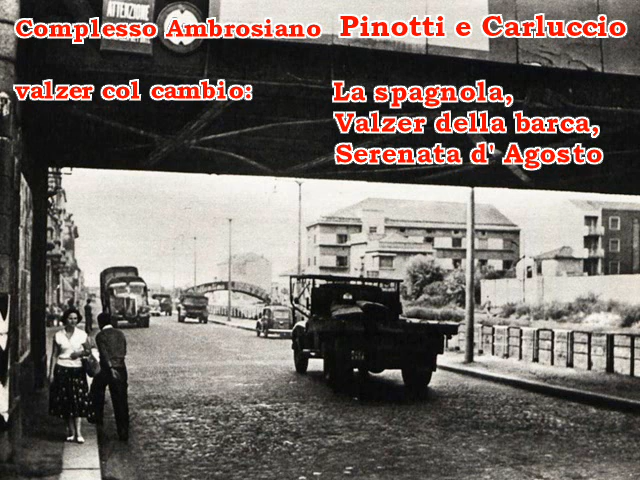 ATTENZIONE
Complesso Ambrosiano Pinotti e Carluccio
valzer col cambio: La spagnola,
Valzer della barca,
Serenata d' Agosto